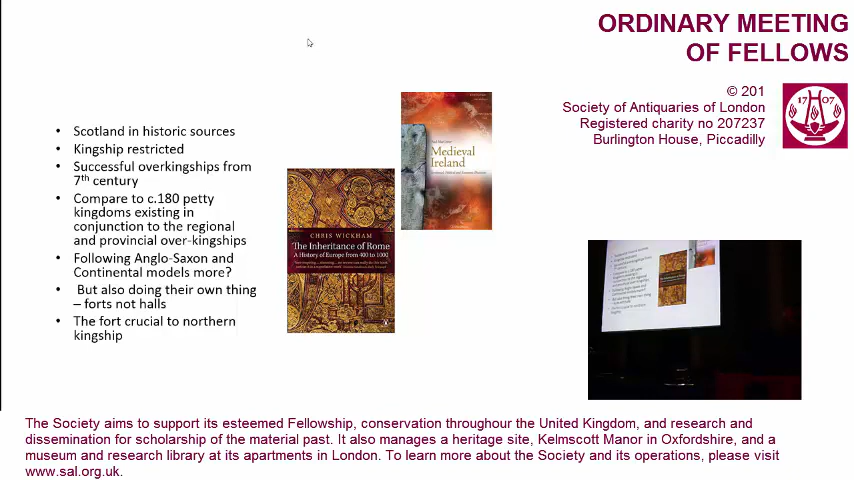 ORDINARY MEETING
OF FELLOWS
© 201
Society of Antiquaries of London
Registered charity no 207237
Burlington House, Piccadilly
17 07
• Scotland in historic sources
• Kingship restricted
• Successful overkingships from
7th century
• Compare to c.180 petty
kingdoms existing in
conjunction to the regional
and provincial over-kingships
• Following Anglo-Saxon and
Continental models more?
• But also doing their own thing
– forts not halls
• The fort crucial to northern
kingship
Medieval
Ireland
CHRIS WICKHAM
The Inheritance of Rome
A History of Europe from 400 to 1000
The Society aims to support its esteemed Fellowship, conservation throughour the United Kingdom, and research and
dissemination for scholarship of the material past. It also manages a heritage site, Kelmscott Manor in Oxfordshire, and a
museum and research library at its apartments in London. To learn more about the Society and its operations, please visit
www.sal.org.uk.